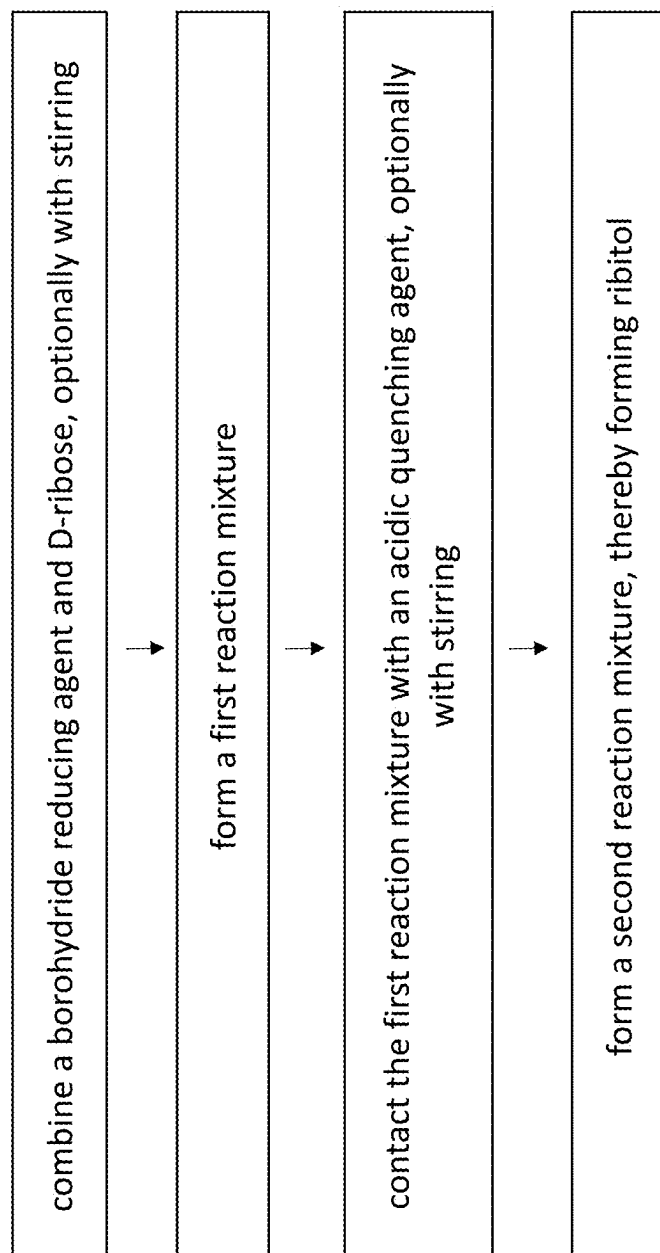 combine a borohydride reducing agent and D-ribose, optionally with stirring
form a first reaction mixture
contact the first reaction mixture with an acidic quenching agent, optionally
with stirring
form a second reaction mixture, thereby forming ribitol